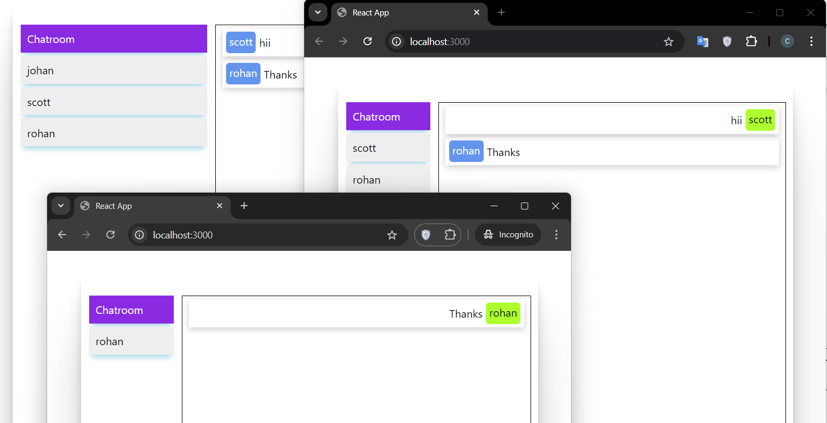 Chatroom
johan
scott
rohan
scott hii
rohan Thanks
React App
localhost:3000
C
Chatroom
scott
rohan
hii scott
rohan Thanks
React App
localhost:3000
Incognito
Chatroom
rohan
Thanks rohan